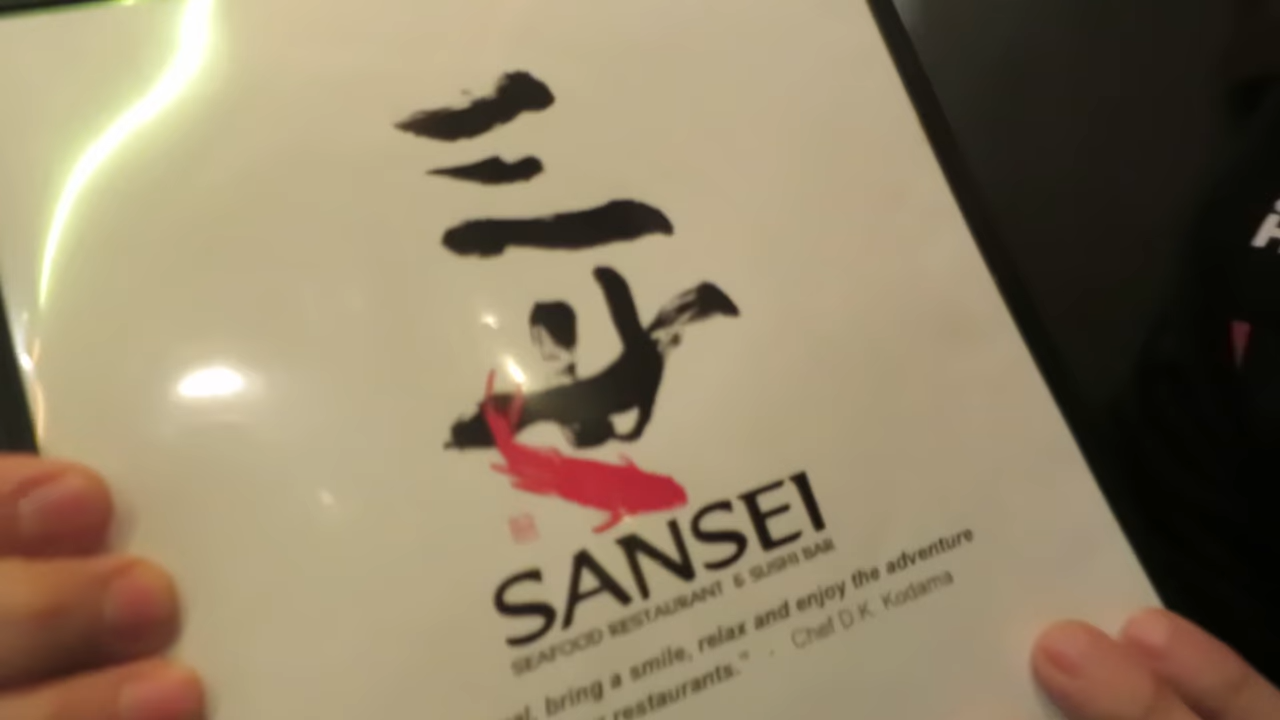 三世
SANSEI
SEAFOOD RESTAURANT & SUSHI BAR
bring a smile, relax and enjoy the adventure
restaurants." - Chef D.K. Kodama